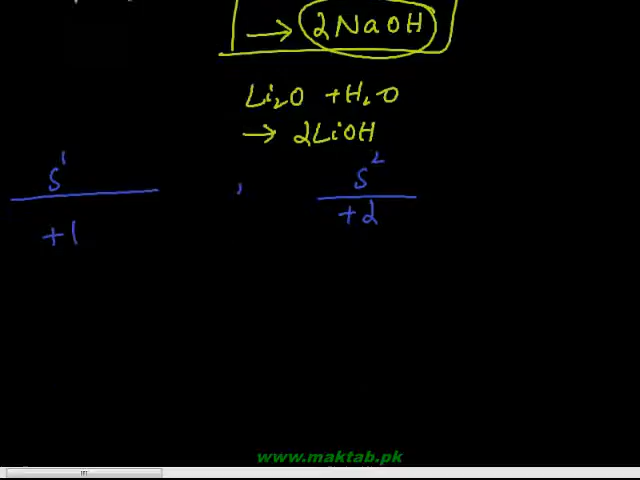 → 2NaOH
Li₂O + H₂O
→ 2LiOH
s¹ , s²
+1 +2
www.maktab.pk